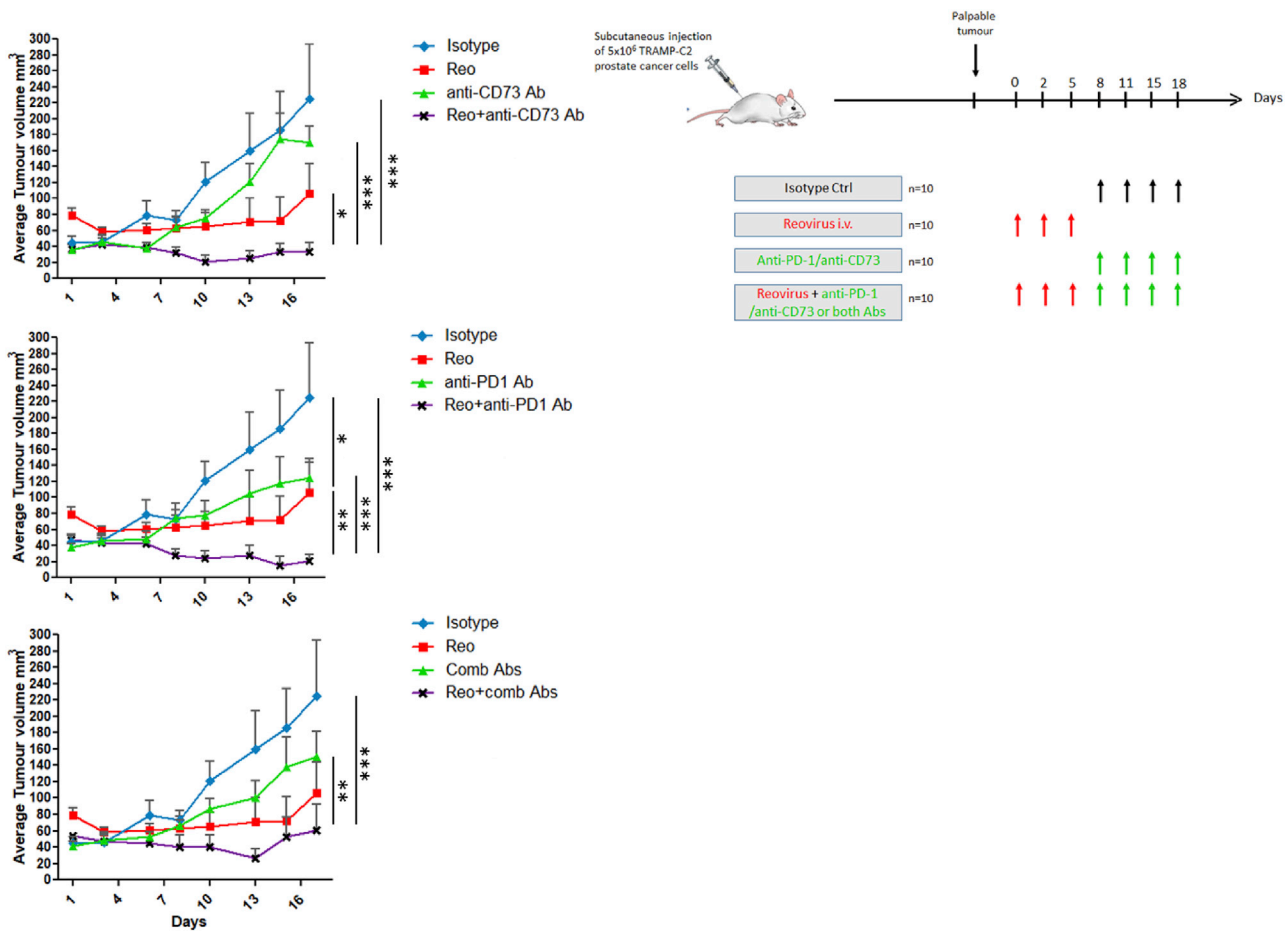 Isotype
Reo
anti-CD73 Ab
Reo+anti-CD73 Ab
Average Tumour volume mm³
300
280
260
240
220
200
180
160
140
120
100
80
60
40
20
0
1 4 7 10 13 16
*
***
***
Subcutaneous injection
of 5x10⁶ TRAMP-C2
prostate cancer cells
Palpable
tumour
0 2 5 8 11 15 18
Days
Isotype Ctrl n=10
Reovirus i.v. n=10
Anti-PD-1/anti-CD73 n=10
Reovirus + anti-PD-1 n=10
/anti-CD73 or both Abs
Isotype
Reo
anti-PD1 Ab
Reo+anti-PD1 Ab
Average Tumour volume mm³
300
280
260
240
220
200
180
160
140
120
100
80
60
40
20
0
1 4 7 10 13 16
*
**
***
***
Isotype
Reo
Comb Abs
Reo+comb Abs
Average Tumour volume mm³
300
280
260
240
220
200
180
160
140
120
100
80
60
40
20
0
1 4 7 10 13 16
Days
**
***